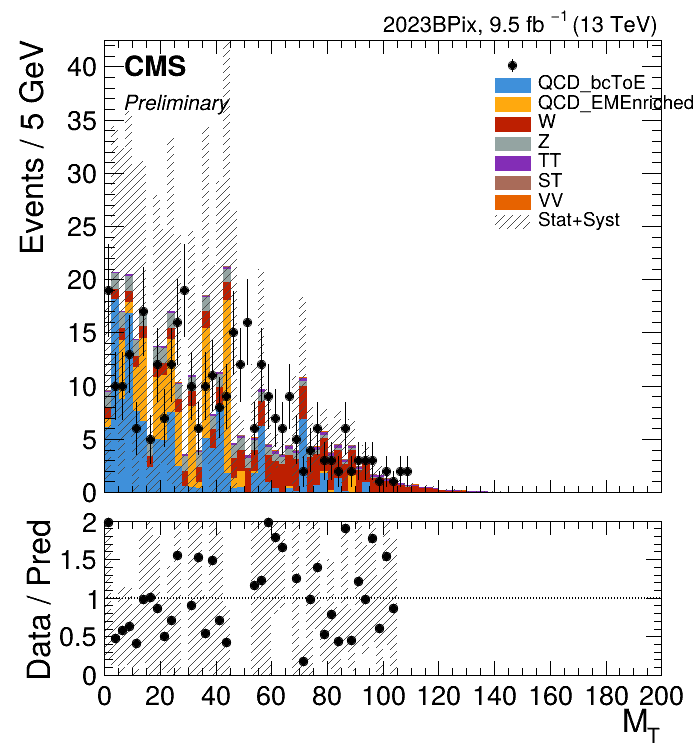 2023BPix, 9.5 fb⁻¹ (13 TeV)
CMS
Preliminary
Events / 5 GeV
40
35
30
25
20
15
10
5
0
QCD_bcToE
QCD_EMEnriched
W
Z
TT
ST
VV
Stat+Syst
Data / Pred
2
1.5
1
0.5
0
0 20 40 60 80 100 120 140 160 180 200
M_T